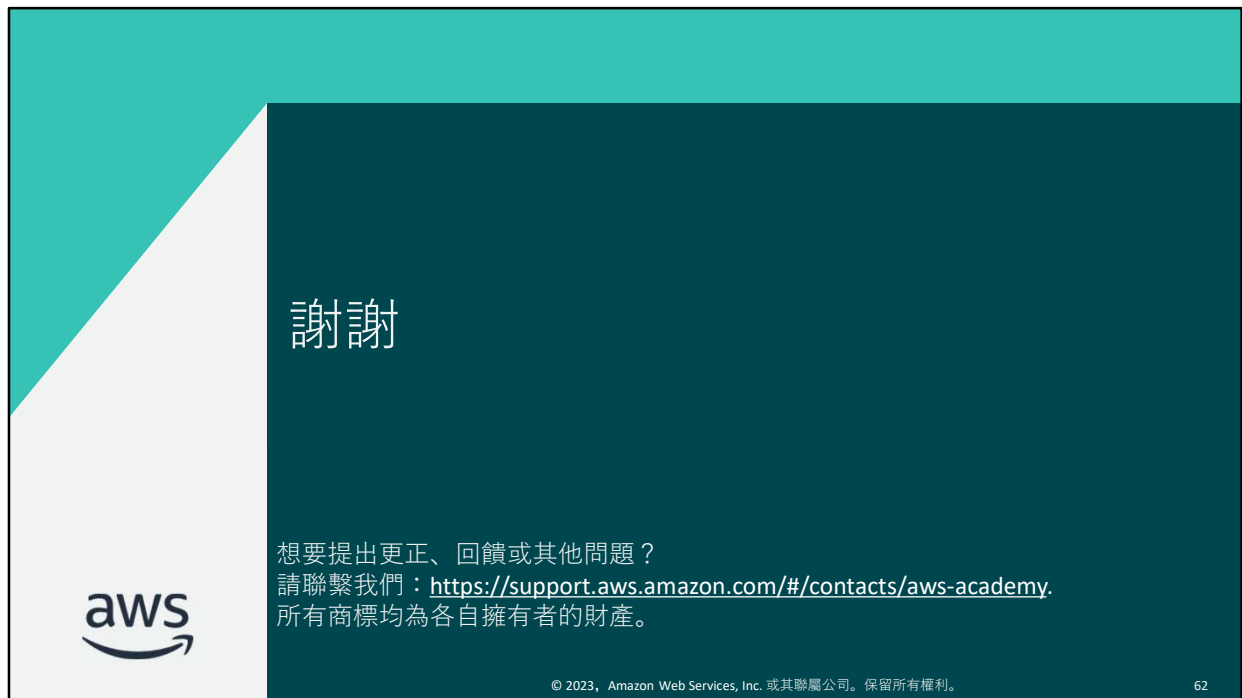 謝謝
想要提出更正、回饋或其他問題？
請聯繫我們：https://support.aws.amazon.com/#/contacts/aws-academy.
所有商標均為各自擁有者的財產。
aws
© 2023，Amazon Web Services, Inc. 或其聯屬公司。保留所有權利。
62